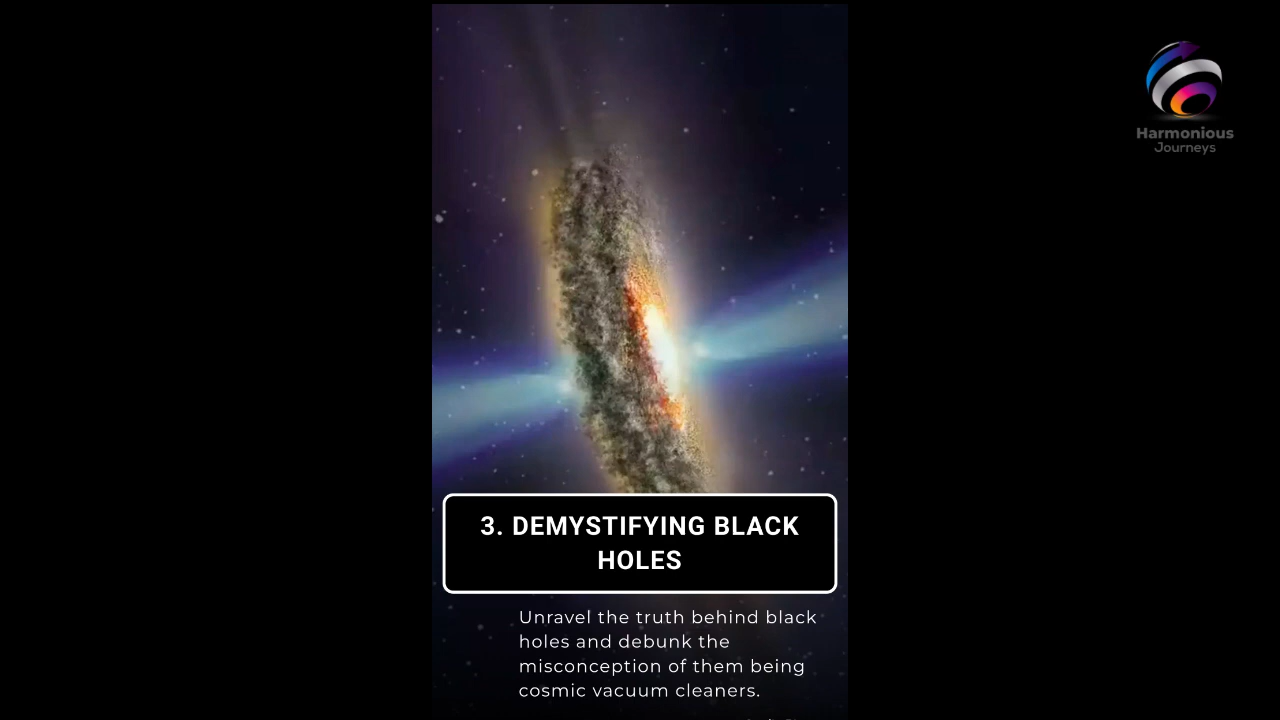 Harmonious
Journeys
3. DEMYSTIFYING BLACK
HOLES
Unravel the truth behind black
holes and debunk the
misconception of them being
cosmic vacuum cleaners.